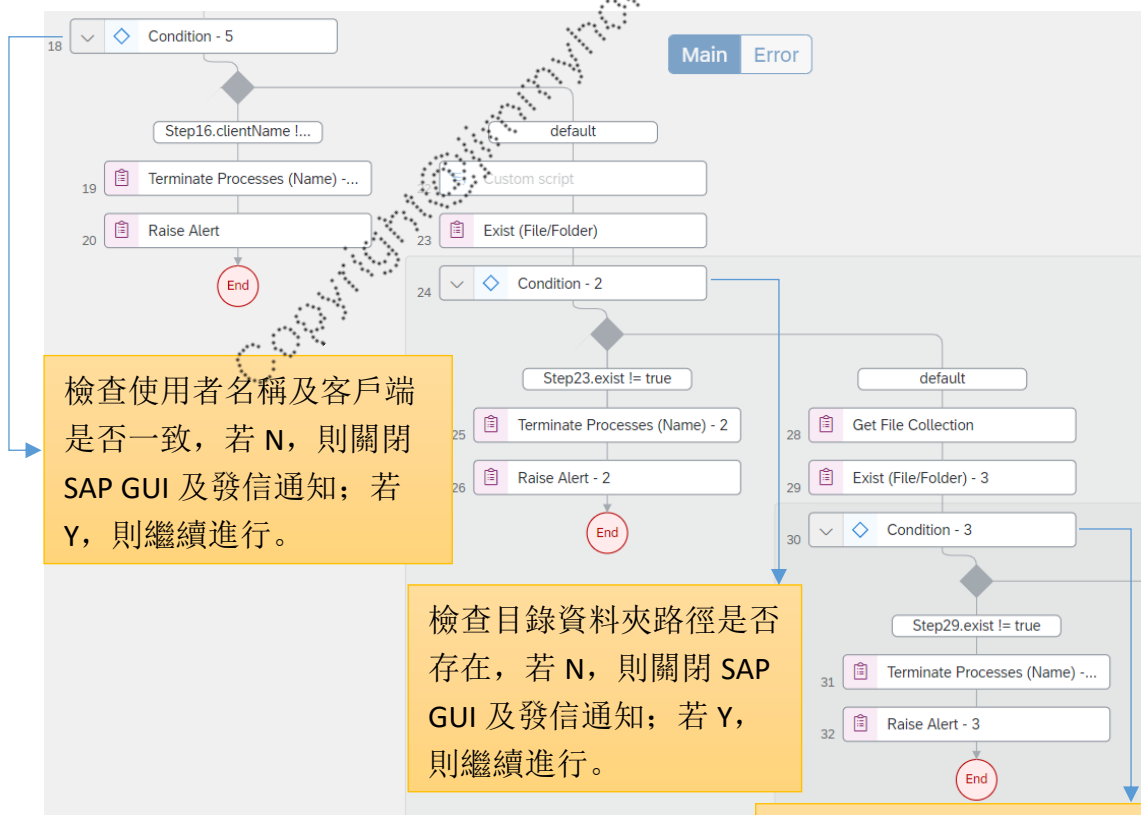 18 Condition - 5
Main Error
Step16.clientName !...
default
19 Terminate Processes (Name) -...
Custom script
20 Raise Alert
23 Exist (File/Folder)
End
24 Condition - 2
Copyright@jimmyho
檢查使用者名稱及客戶端
是否一致，若 N，則關閉
SAP GUI 及發信通知；若
Y，則繼續進行。
Step23.exist != true
default
25 Terminate Processes (Name) - 2
28 Get File Collection
26 Raise Alert - 2
29 Exist (File/Folder) - 3
End
30 Condition - 3
檢查目錄資料夾路徑是否
存在，若 N，則關閉 SAP
GUI 及發信通知；若 Y，
則繼續進行。
Step29.exist != true
31 Terminate Processes (Name) -...
32 Raise Alert - 3
End